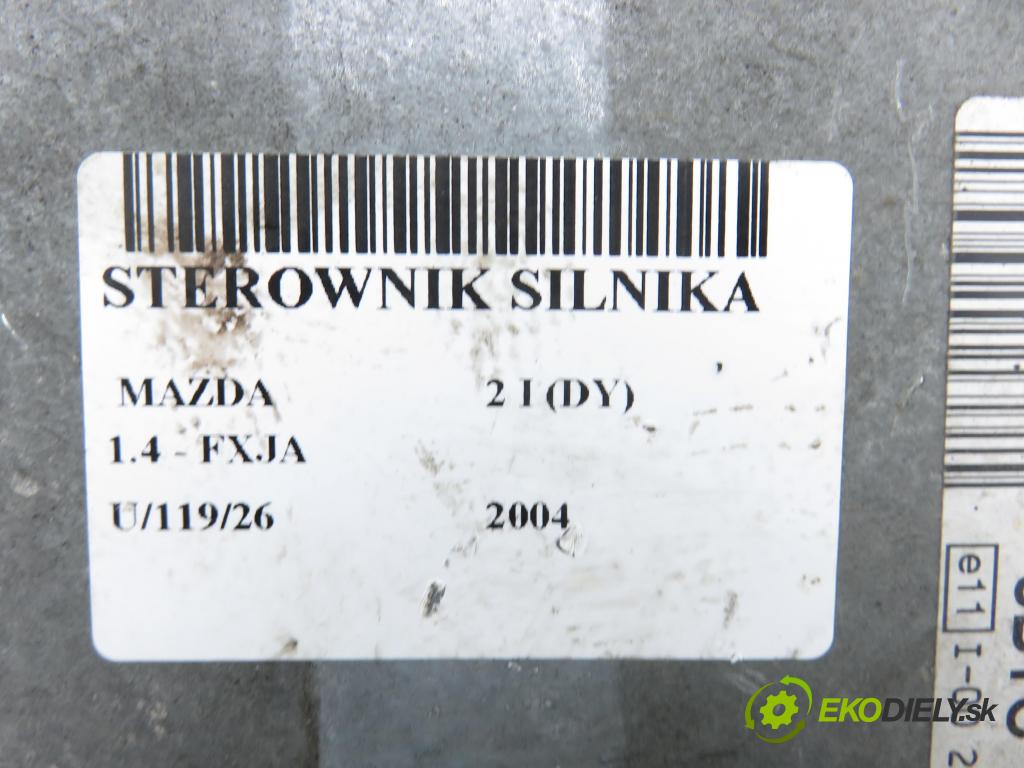 STEROWNIK SILNIKA
MAZDA 2 I (DY)
1.4 - FXJA
U/119/26 2004
e11
EKODIELY.sk